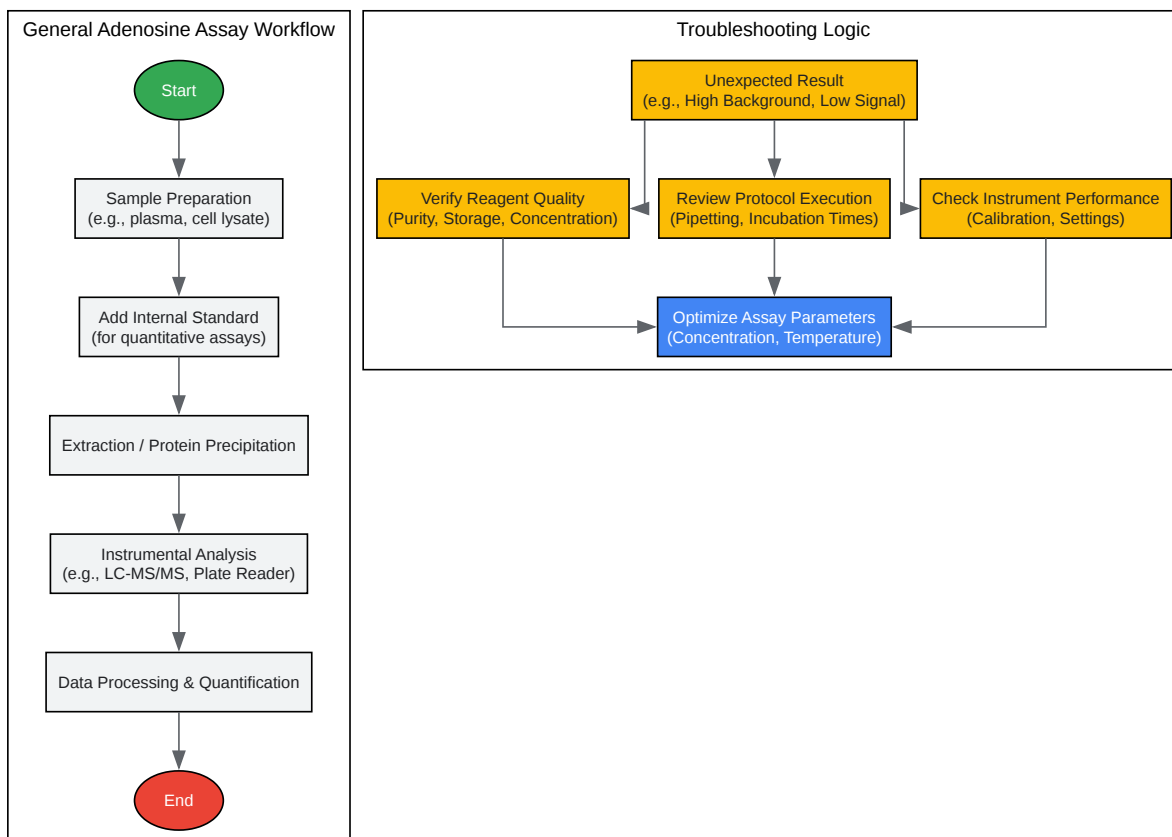 General Adenosine Assay Workflow
Start
Sample Preparation
(e.g., plasma, cell lysate)
Add Internal Standard
(for quantitative assays)
Extraction / Protein Precipitation
Instrumental Analysis
(e.g., LC-MS/MS, Plate Reader)
Data Processing & Quantification
End
Troubleshooting Logic
Unexpected Result
(e.g., High Background, Low Signal)
Verify Reagent Quality
(Purity, Storage, Concentration)
Review Protocol Execution
(Pipetting, Incubation Times)
Check Instrument Performance
(Calibration, Settings)
Optimize Assay Parameters
(Concentration, Temperature)